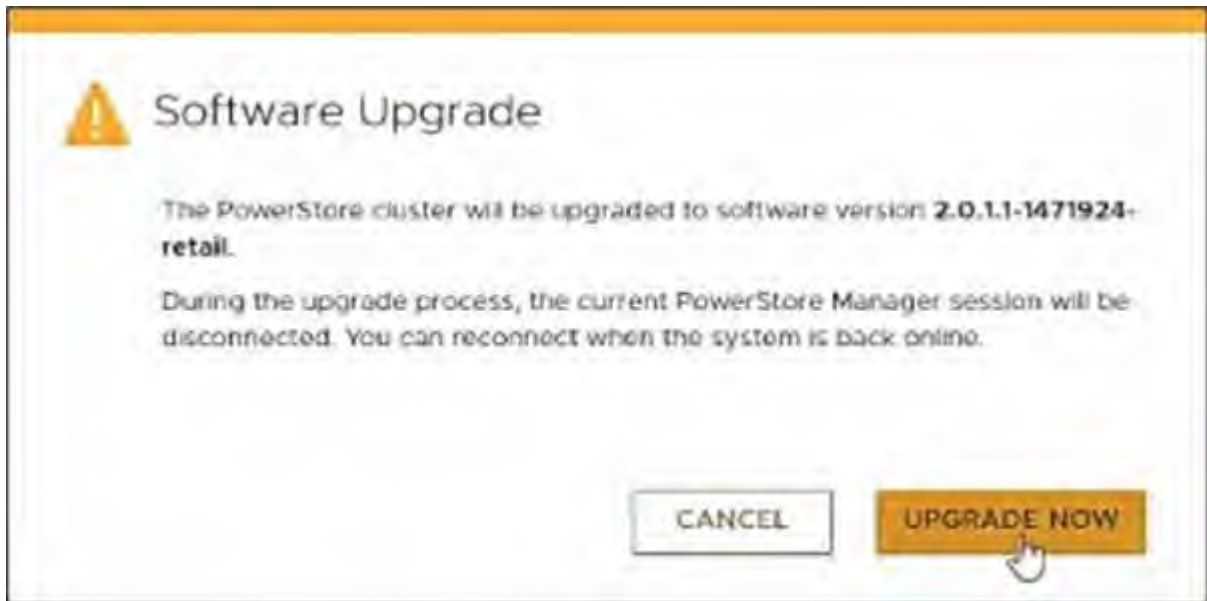 Software Upgrade
The PowerStore cluster will be upgraded to software version 2.0.1.1-1471924-
retail.
During the upgrade process, the current PowerStore Manager session will be
disconnected. You can reconnect when the system is back online.
CANCEL
UPGRADE NOW